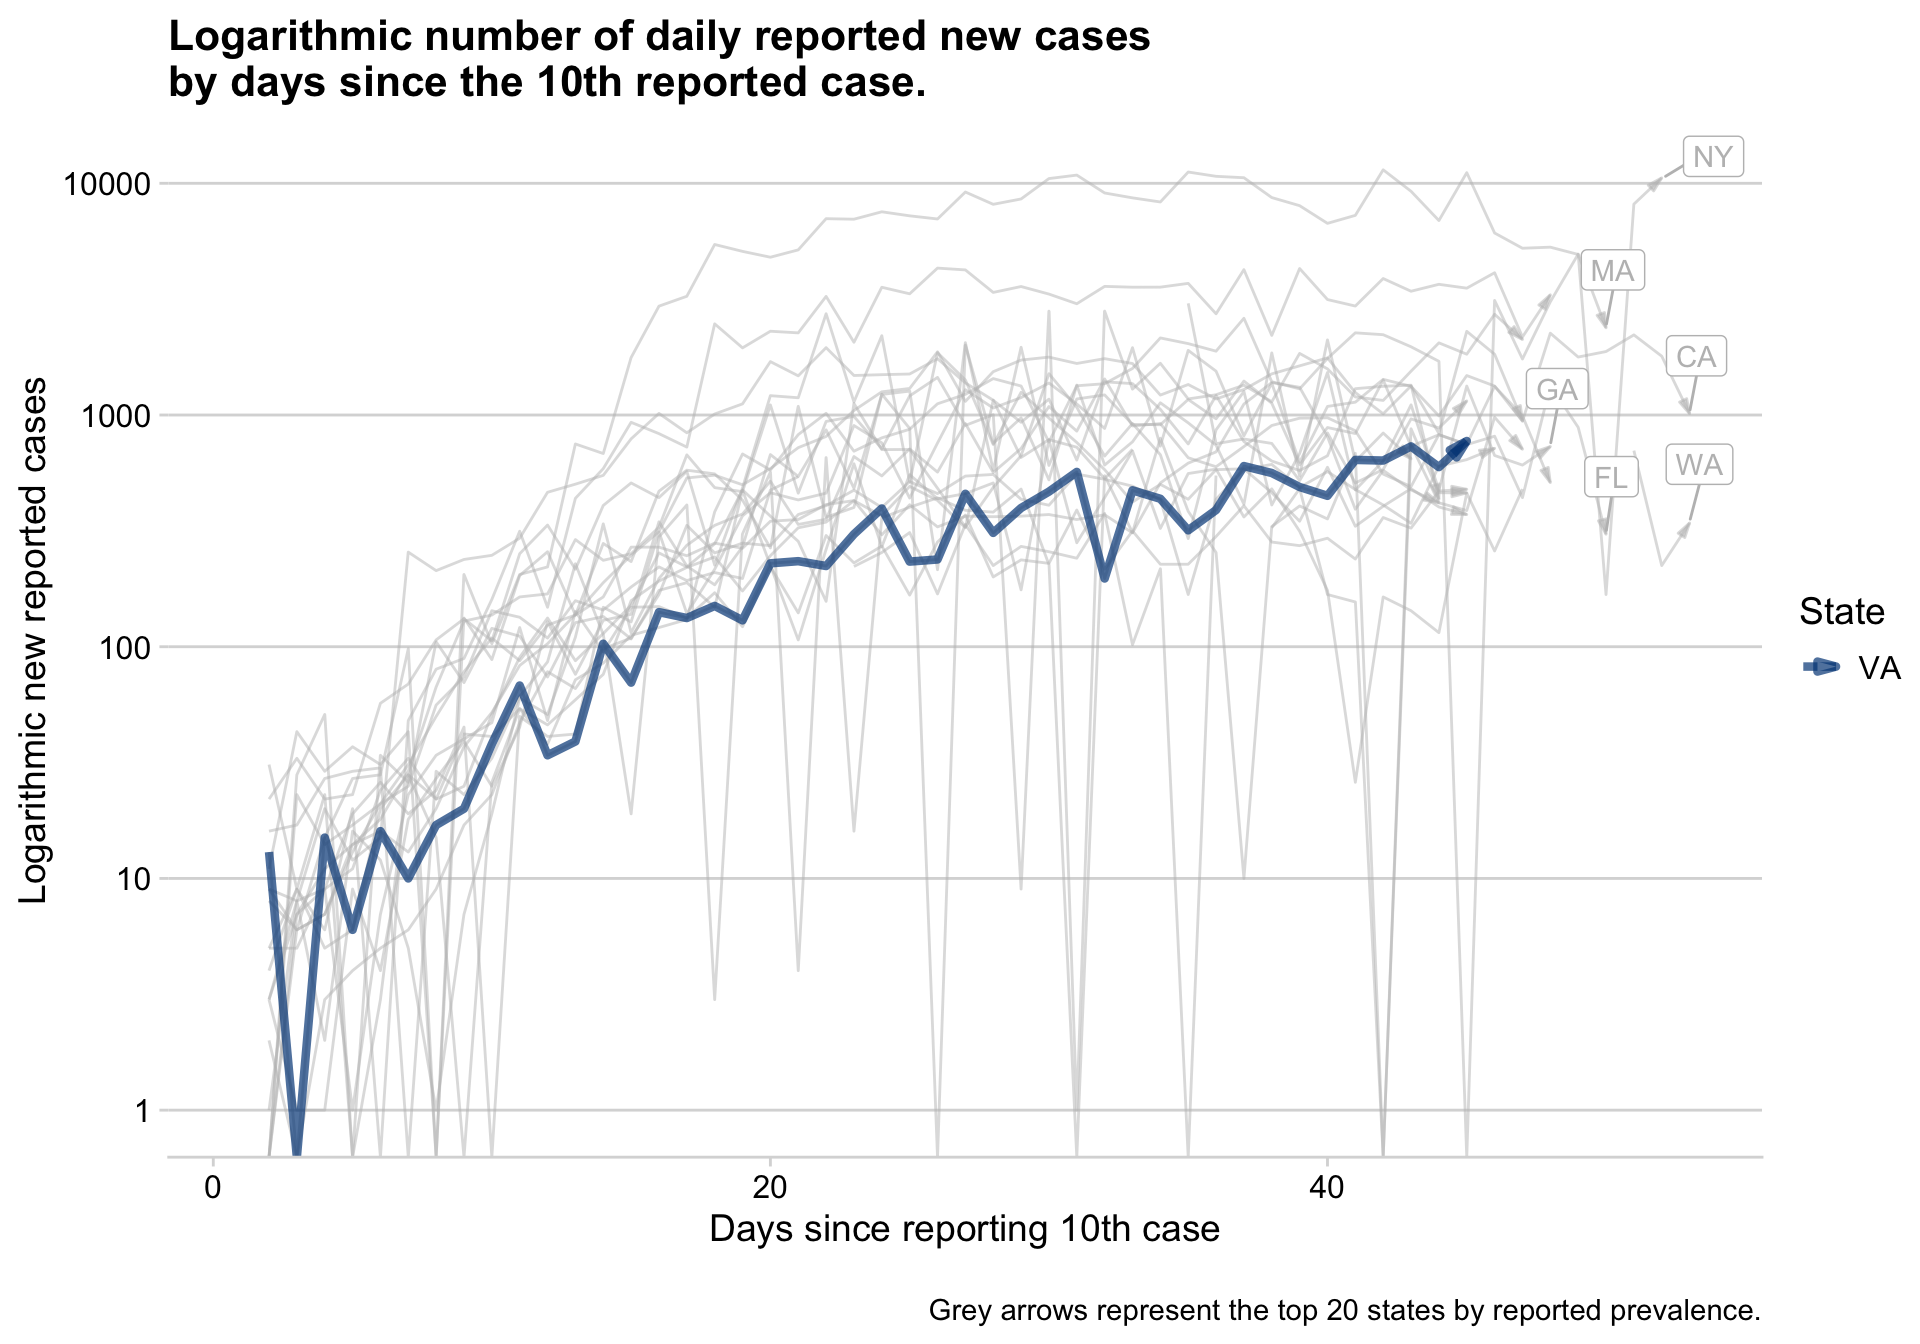 Logarithmic number of daily reported new cases
by days since the 10th reported case.
NY
10000
MA
CA
GA
1000
WA
FL
Logarithmic new reported cases
State
VA
100
10
1
0
20
40
Days since reporting 10th case
Grey arrows represent the top 20 states by reported prevalence.